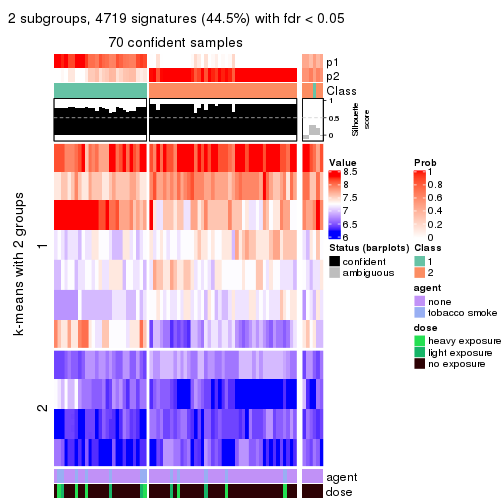 2 subgroups, 4719 signatures (44.5%) with fdr < 0.05
70 confident samples
p1
p2
Class
1
0.5
0
Silhouette
score
k-means with 2 groups
1
2
agent
dose
Value
8.5
8
7.5
7
6.5
6
Prob
1
0.8
0.6
0.4
0.2
0
Status (barplots)
confident
ambiguous
Class
1
2
agent
none
tobacco smoke
dose
heavy exposure
light exposure
no exposure